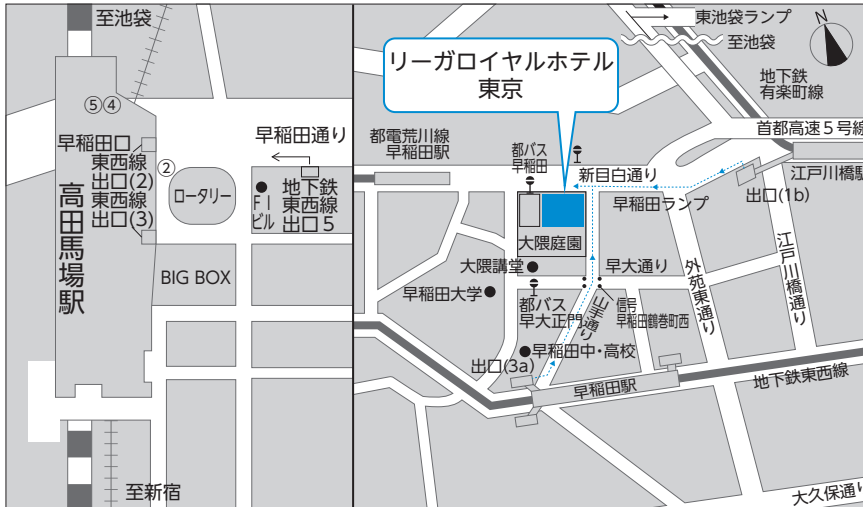 至池袋
⑤④
早稲田口
東西線
出口(2)
東西線
出口(3)
高田馬場駅
②
ロータリー
早稲田通り
FIビル
地下鉄
東西線
出口5
BIG BOX
至新宿
リーガロイヤルホテル
東京
東池袋ランプ
至池袋
N
地下鉄
有楽町線
首都高速5号線
都電荒川線
早稲田駅
都バス
早稲田
新目白通り
江戸川橋駅
出口(1b)
早稲田ランプ
大隈庭園
大隈講堂
早大通り
早稲田大学
都バス
早大正門
山手通り
信号
早稲田鶴巻町西
外苑東通り
江戸川橋通り
早稲田中・高校
出口(3a)
早稲田駅
地下鉄東西線
大久保通り